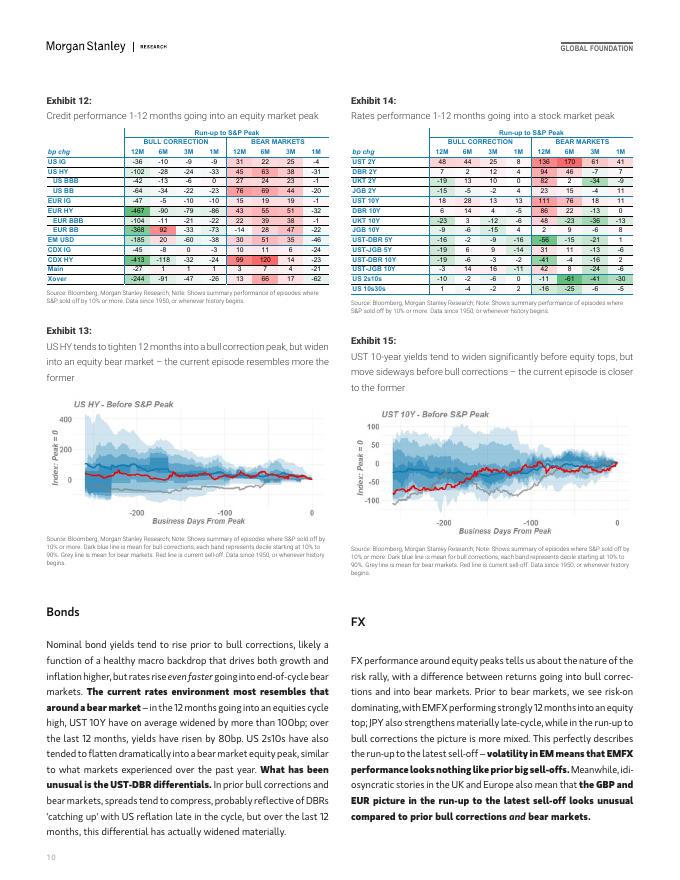 Morgan Stanley | RESEARCH
GLOBAL FOUNDATION
Exhibit 12:
Credit performance 1-12 months going into an equity market peak
Run-up to S&P Peak
BULL CORRECTION BEAR MARKETS
bp chg 12M 6M 3M 1M 12M 6M 3M 1M
US IG -36 -10 -9 -9 31 22 25 -4
US HY -102 -28 -24 -33 45 63 38 -31
US BBB -42 -13 -6 0 27 24 23 -1
US BB -64 -34 -22 -23 76 69 44 -20
EUR IG -47 -5 -10 -10 15 19 19 -1
EUR HY -467 -90 -79 -86 43 55 51 -32
EUR BBB -104 -11 -21 -22 22 39 38 -1
EUR BB -368 92 -33 -73 -14 28 47 -22
EM USD -185 20 -60 -38 30 51 35 -46
CDX IG -45 -8 0 -3 10 11 6 -24
CDX HY -413 -118 -32 -24 99 120 14 -23
Main -27 1 1 1 3 7 4 -21
Xover -244 -91 -47 -26 13 66 17 -62
Source: Bloomberg, Morgan Stanley Research; Note: Shows summary performance of episodes where
S&P sold off by 10% or more. Data since 1950, or whenever history begins.
Exhibit 13:
US HY tends to tighten 12 months into a bull correction peak, but widen
into an equity bear market – the current episode resembles more the
former
US HY - Before S&P Peak
Index: Peak = 0
400
200
0
-200 -100 0
Business Days From Peak
Source: Bloomberg, Morgan Stanley Research; Note: Shows summary of episodes where S&P sold off by
10% or more. Dark blue line is mean for bull corrections, each band represents decile starting at 10% to
90%. Grey line is mean for bear markets. Red line is current sell-off. Data since 1950, or whenever history
begins.
Bonds
Nominal bond yields tend to rise prior to bull corrections, likely a
function of a healthy macro backdrop that drives both growth and
inflation higher, but rates rise even faster going into end-of-cycle bear
markets. The current rates environment most resembles that
around a bear market – in the 12 months going into an equities cycle
high, UST 10Y have on average widened by more than 100bp; over
the last 12 months, yields have risen by 80bp. US 2s10s have also
tended to flatten dramatically into a bear market equity peak, similar
to what markets experienced over the past year. What has been
unusual is the UST-DBR differentials. In prior bull corrections and
bear markets, spreads tend to compress, probably reflective of DBRs
'catching up' with US reflation late in the cycle, but over the last 12
months, this differential has actually widened materially.
Exhibit 14:
Rates performance 1-12 months going into a stock market peak
Run-up to S&P Peak
BULL CORRECTION BEAR MARKETS
bp chg 12M 6M 3M 1M 12M 6M 3M 1M
UST 2Y 48 44 25 8 136 170 61 41
DBR 2Y 7 2 12 4 94 46 -7 7
UKT 2Y -19 13 10 0 82 2 -34 -9
JGB 2Y -15 -5 -2 4 23 15 -4 11
UST 10Y 18 28 13 13 111 76 18 11
DBR 10Y 6 14 4 -5 86 22 -13 0
UKT 10Y -23 3 -12 -6 48 -23 -36 -13
JGB 10Y -9 -6 -15 4 2 9 -13 8
UST-DBR 5Y -16 -2 -9 -16 -56 -15 -21 1
UST-JGB 5Y -19 6 9 -14 31 6 -23 -3
UST-DBR 10Y -19 -6 -4 -9 -41 -4 -16 2
UST-JGB 10Y -3 14 16 -11 42 8 -24 -6
US 2s10s -25 -9 -6 6 -11 -61 -41 -30
US 10s30s 1 -4 -2 2 -16 -25 -6 -5
Source: Bloomberg, Morgan Stanley Research; Note: Shows summary performance of episodes where
S&P sold off by 10% or more. Data since 1950, or whenever history begins.
Exhibit 15:
UST 10-year yields tend to widen significantly before equity tops, but
move sideways before bull corrections – the current episode is closer
to the former
UST 10Y - Before S&P Peak
Index: Peak = 0
100
50
0
-50
-100
-200 -100 0
Business Days From Peak
Source: Bloomberg, Morgan Stanley Research; Note: Shows summary of episodes where S&P sold off by
10% or more. Dark blue line is mean for bull corrections, each band represents decile starting at 10% to
90%. Grey line is mean for bear markets. Red line is current sell-off. Data since 1950, or whenever history
begins.
FX
FX performance around equity peaks tells us about the nature of the
risk rally, with a difference between returns going into bull correc-
tions and into bear markets. Prior to bear markets, we see risk-on
dominating, with EMFX performing strongly 12 months into an equity
top; JPY also strengthens materially late-cycle, while in the run-up to
bull corrections the picture is more mixed. This perfectly describes
the run-up to the latest sell-off – volatility in EM means that EMFX
performance looks nothing like prior big sell-offs. Meanwhile, idi-
osyncratic stories in the UK and Europe also mean that the GBP and
EUR picture in the run-up to the latest sell-off looks unusual
compared to prior bull corrections and bear markets.
10